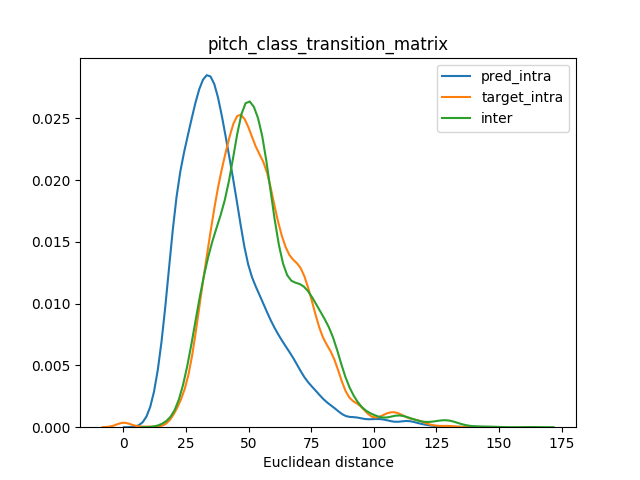 pitch_class_transition_matrix
pred_intra
target_intra
inter
0.025
0.020
0.015
0.010
0.005
0.000
0
25
50
75
100
125
150
175
Euclidean distance